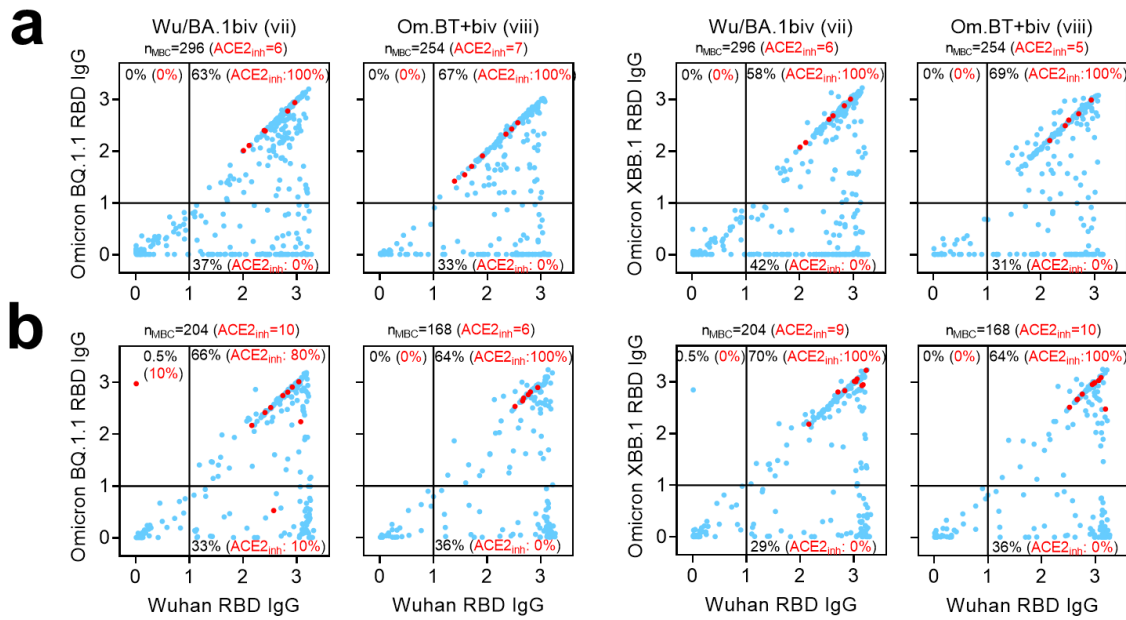 a
Wu/BA.1biv (vii)
Om.BT+biv (viii)
Wu/BA.1biv (vii)
Om.BT+biv (viii)
nMBC=296 (ACE2inh=6)
nMBC=254 (ACE2inh=7)
nMBC=296 (ACE2inh=6)
nMBC=254 (ACE2inh=5)
Omicron BQ.1.1 RBD IgG
3
2
1
0
0% (0%)
63% (ACE2inh:100%)
37% (ACE2inh: 0%)
0 1 2 3
0% (0%)
67% (ACE2inh:100%)
33% (ACE2inh: 0%)
0 1 2 3
Omicron XBB.1 RBD IgG
3
2
1
0
0% (0%)
58% (ACE2inh:100%)
42% (ACE2inh: 0%)
0 1 2 3
0% (0%)
69% (ACE2inh:100%)
31% (ACE2inh: 0%)
0 1 2 3
b
nMBC=204 (ACE2inh=10)
nMBC=168 (ACE2inh=6)
nMBC=204 (ACE2inh=9)
nMBC=168 (ACE2inh=10)
Omicron BQ.1.1 RBD IgG
3
2
1
0
0.5%
(10%)
66% (ACE2inh: 80%)
33% (ACE2inh: 10%)
0 1 2 3
0% (0%)
64% (ACE2inh:100%)
36% (ACE2inh: 0%)
0 1 2 3
Omicron XBB.1 RBD IgG
3
2
1
0
0.5% (0%)
70% (ACE2inh:100%)
29% (ACE2inh: 0%)
0 1 2 3
0% (0%)
64% (ACE2inh:100%)
36% (ACE2inh: 0%)
0 1 2 3
Wuhan RBD IgG
Wuhan RBD IgG
Wuhan RBD IgG
Wuhan RBD IgG